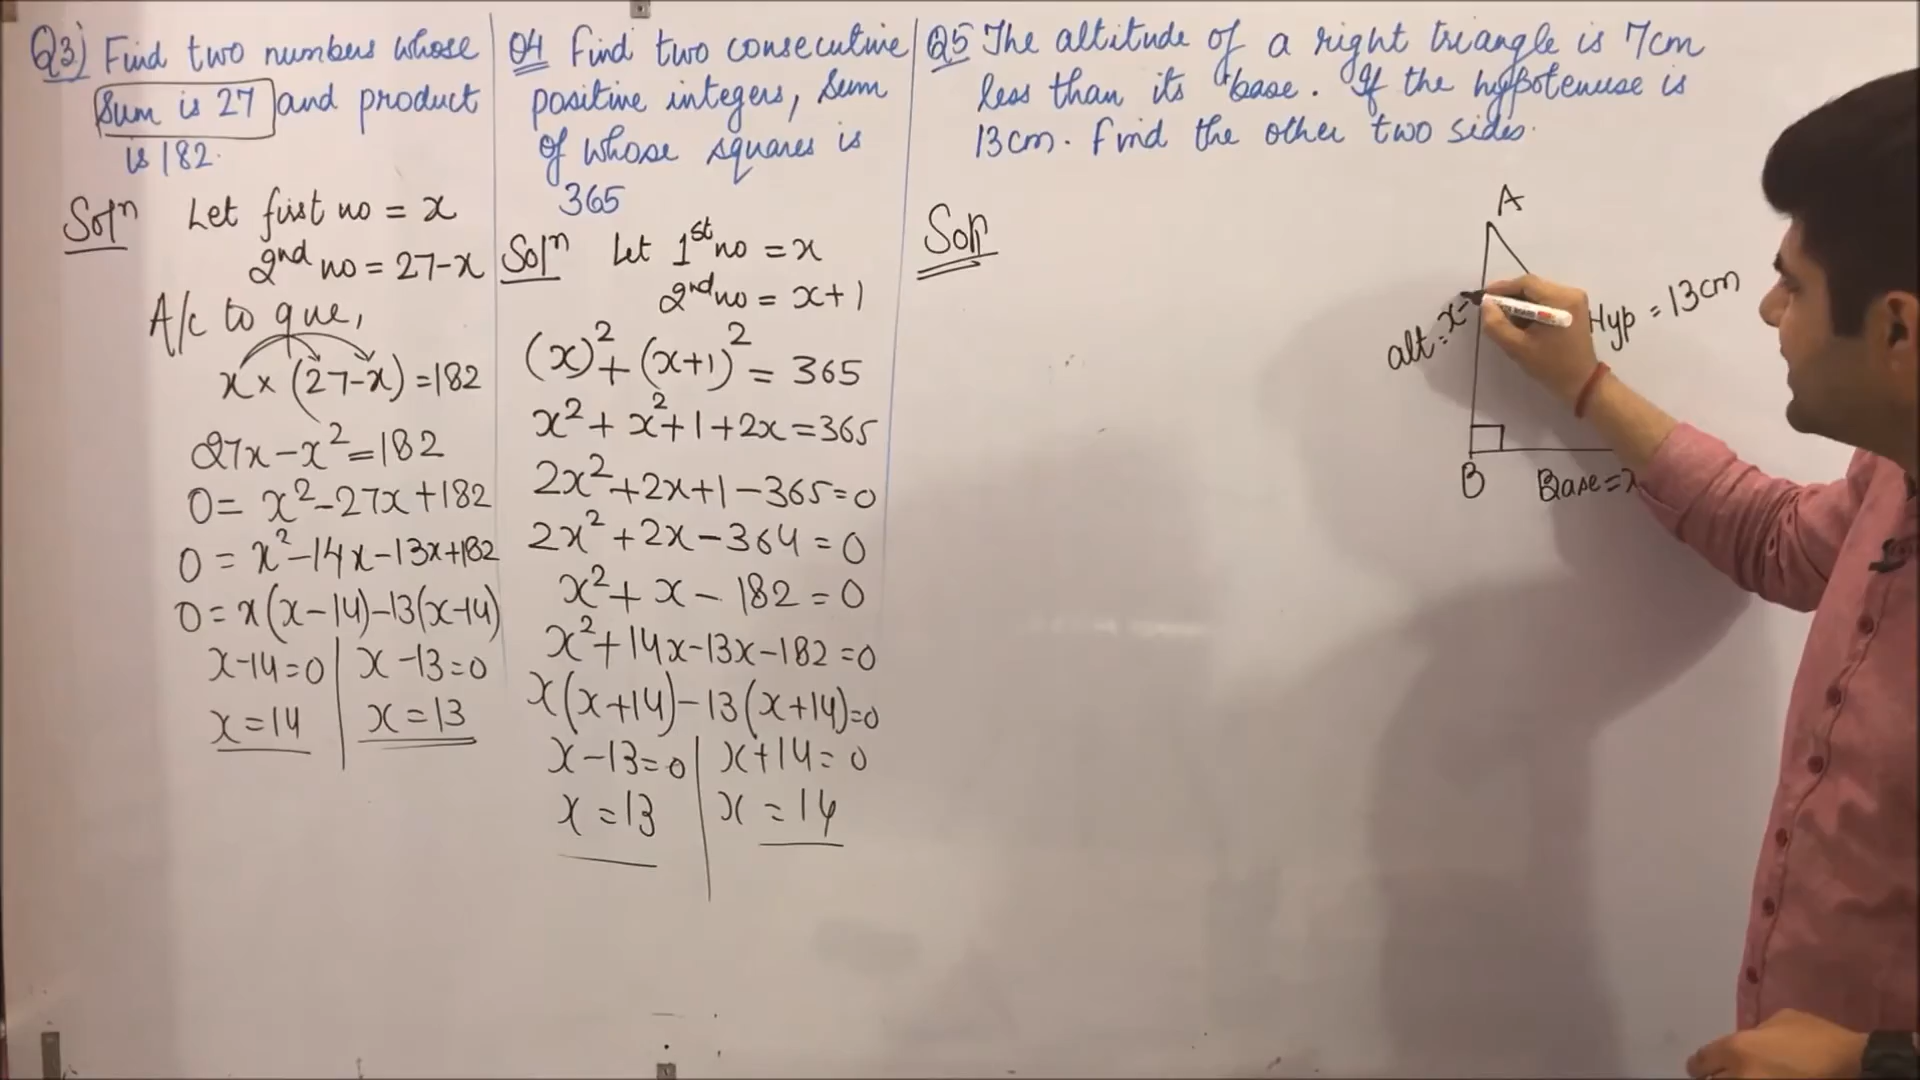 Q3) Find two numbers whose
sum is 27 and product
is 182.
Solⁿ Let first no = x
2nd no = 27-x
A/c to que,
x × (27-x) = 182
27x - x² = 182
0 = x² - 27x + 182
0 = x² - 14x - 13x + 182
0 = x(x-14) - 13(x-14)
x-14=0 | x-13=0
x = 14 | x = 13
Q4 Find two consecutive
positive integers, sum
of whose squares is
365
Solⁿ Let 1st no = x
2nd no = x+1
(x)² + (x+1)² = 365
x² + x² + 1 + 2x = 365
2x² + 2x + 1 - 365 = 0
2x² + 2x - 364 = 0
x² + x - 182 = 0
x² + 14x - 13x - 182 = 0
x(x+14) - 13(x+14) = 0
x-13=0 | x+14=0
x = 13 | x = 14
Q5 The altitude of a right triangle is 7cm
less than its base. If the hypotenuse is
13cm. Find the other two sides.
Solⁿ
A
alt = x-
Hyp = 13cm
B
Base = x